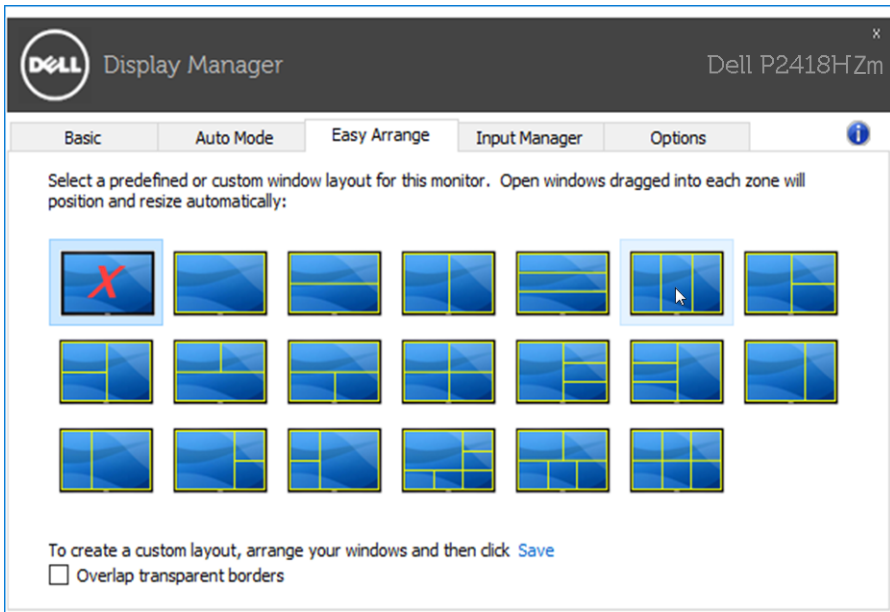 x
DELL Display Manager
Dell P2418HZm
Basic Auto Mode Easy Arrange Input Manager Options
Select a predefined or custom window layout for this monitor. Open windows dragged into each zone will
position and resize automatically:
X
To create a custom layout, arrange your windows and then click Save
Overlap transparent borders